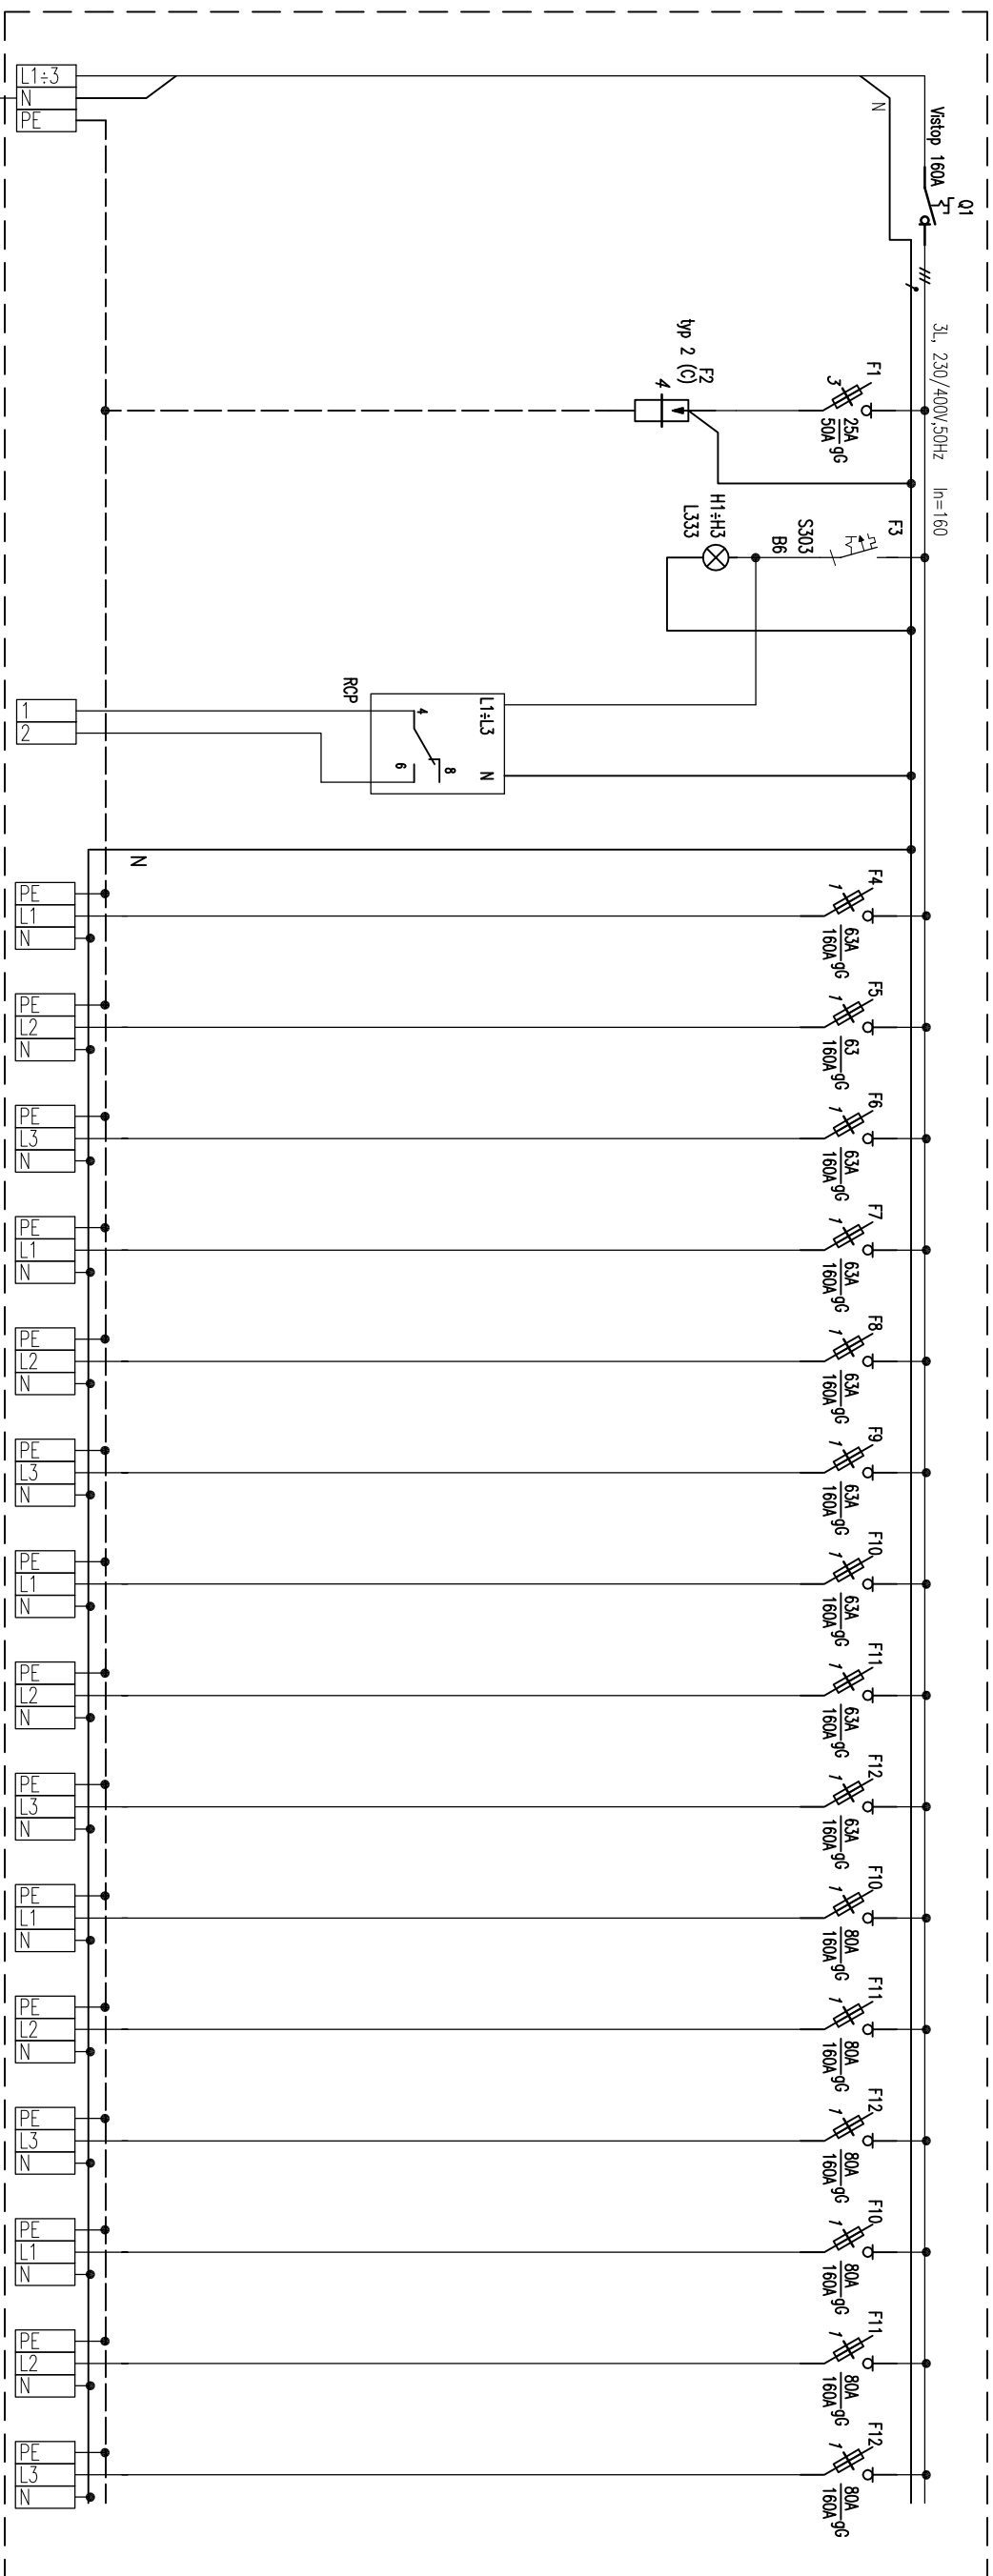 L1÷3
N
PE
N
Vistop 160A
Q1
3L, 230/400V,50Hz In=160
F1
3
25A
50A gG
F2
typ 2 (C)
4
F3
S303
B6
H1÷H3
L333
RCP
L1÷L3
N
4
6
8
1
2
N
F4
1
63A
160A gG
PE
L1
N
F5
1
63
160A gG
PE
L2
N
F6
1
63A
160A gG
PE
L3
N
F7
1
63A
160A gG
PE
L1
N
F8
1
63A
160A gG
PE
L2
N
F9
1
63A
160A gG
PE
L3
N
F10
1
63A
160A gG
PE
L1
N
F11
1
63A
160A gG
PE
L2
N
F12
1
63A
160A gG
PE
L3
N
F10
1
80A
160A gG
PE
L1
N
F11
1
80A
160A gG
PE
L2
N
F12
1
80A
160A gG
PE
L3
N
F10
1
80A
160A gG
PE
L1
N
F11
1
80A
160A gG
PE
L2
N
F12
1
80A
160A gG
PE
L3
N